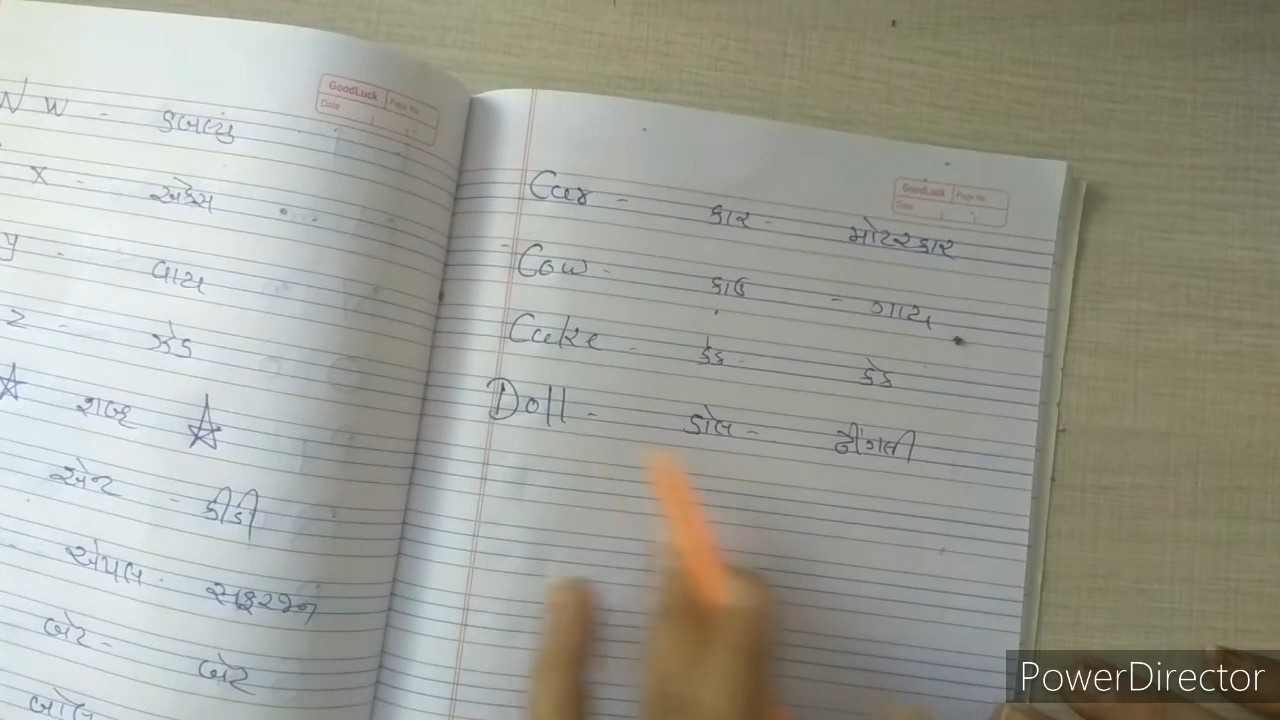 GoodLuck Page No.
Date
W w - ડબલ્યુ
x - એક્સ
y - વાય
z - ઝેડ
શબ્દ
એન્ટ - કીડી
એપલ - સફરજન
બેટ - બેટ
બોલ
GoodLuck Page No.
Date
Car - કાર - મોટરકાર
Cow - કાઉ - ગાય
Cake - કેક - કેક
Doll - ડોલ - ઢીંગલી
PowerDirector